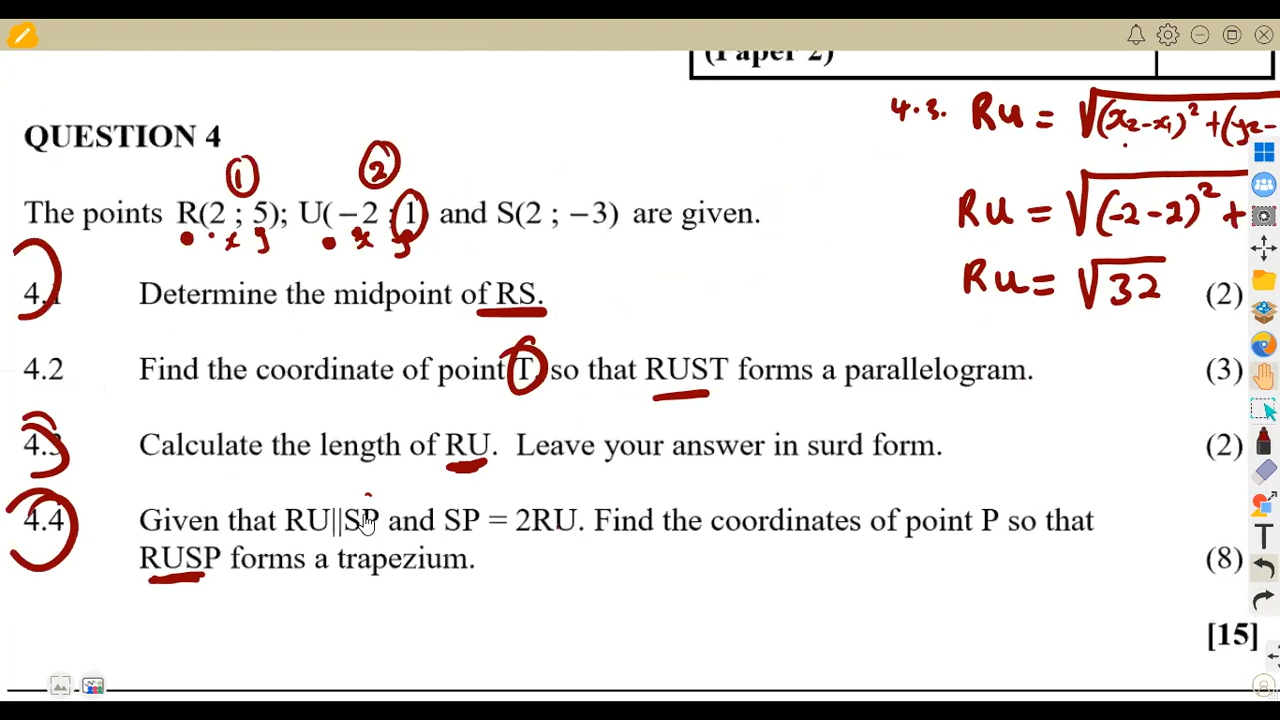 (Paper 2)
4.3. RU = √(x2-x1)² + (y2-
QUESTION 4
1 2
The points R(2 ; 5); U(−2 ; 1) and S(2 ; −3) are given.
x y x y
RU = √(-2-2)² +
4.1 Determine the midpoint of RS. (2)
RU = √32
4.2 Find the coordinate of point T, so that RUST forms a parallelogram. (3)
4.3 Calculate the length of RU. Leave your answer in surd form. (2)
4.4 Given that RU||SP and SP = 2RU. Find the coordinates of point P so that
RUSP forms a trapezium. (8)
[15]
T